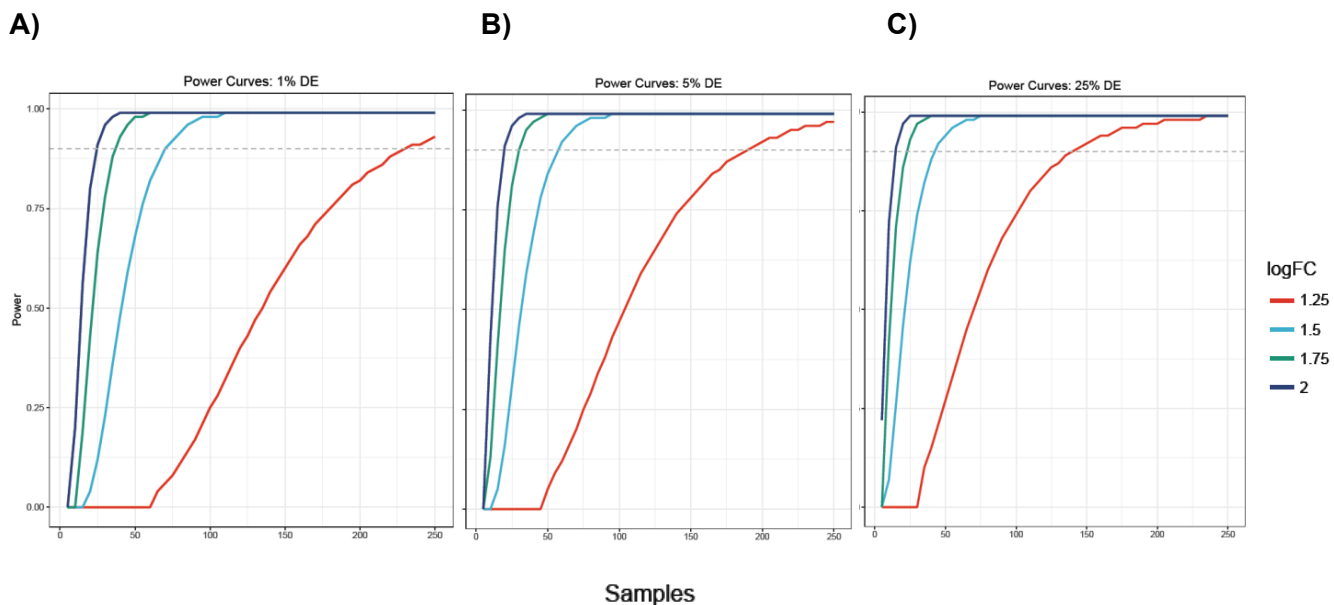 A)
B)
C)
Power Curves: 1% DE
Power Curves: 5% DE
Power Curves: 25% DE
1.00
0.75
0.50
0.25
0.00
Power
0 50 100 150 200 250
0 50 100 150 200 250
0 50 100 150 200 250
Samples
logFC
1.25
1.5
1.75
2